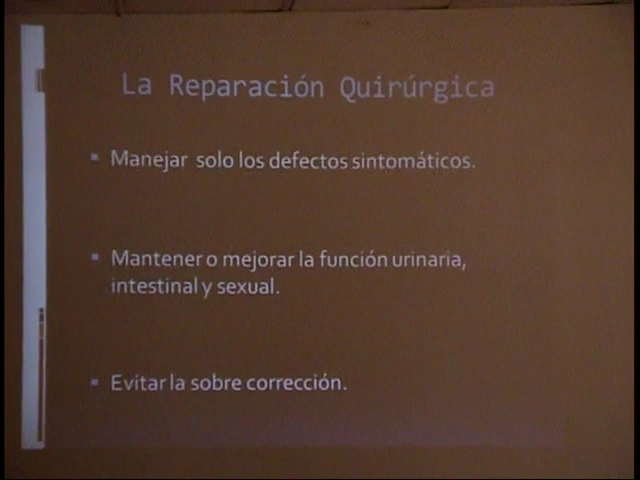 La Reparación Quirúrgica
▪ Manejar solo los defectos sintomáticos.
▪ Mantener o mejorar la función urinaria,
intestinal y sexual.
▪ Evitar la sobre corrección.